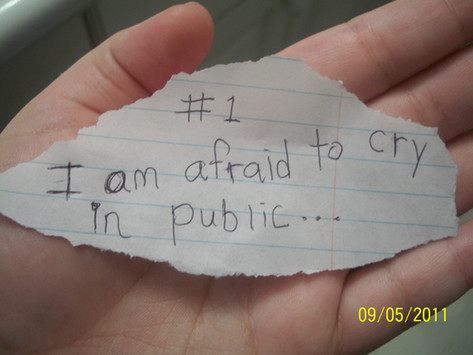 #1
I am afraid to cry
in public...
09/05/2011